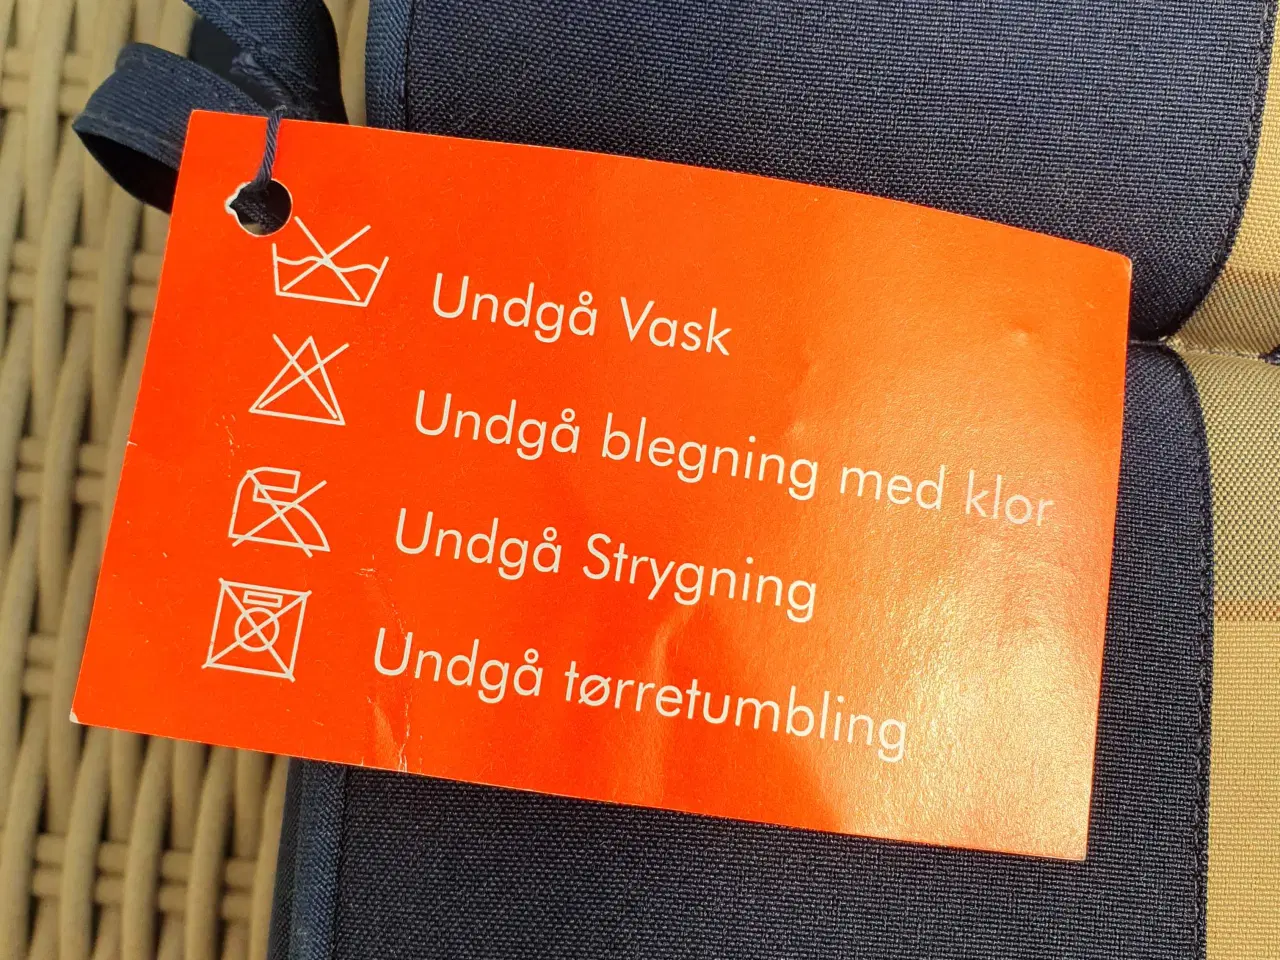 Undgå Vask
Undgå blegning med klor
Undgå Strygning
Undgå tørretumbling